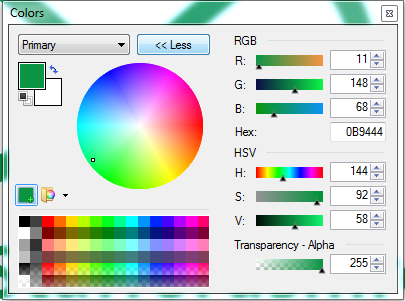 Colors
Primary
<< Less
RGB
R: 11
G: 148
B: 68
Hex: 0B9444
HSV
H: 144
S: 92
V: 58
Transparency - Alpha
255